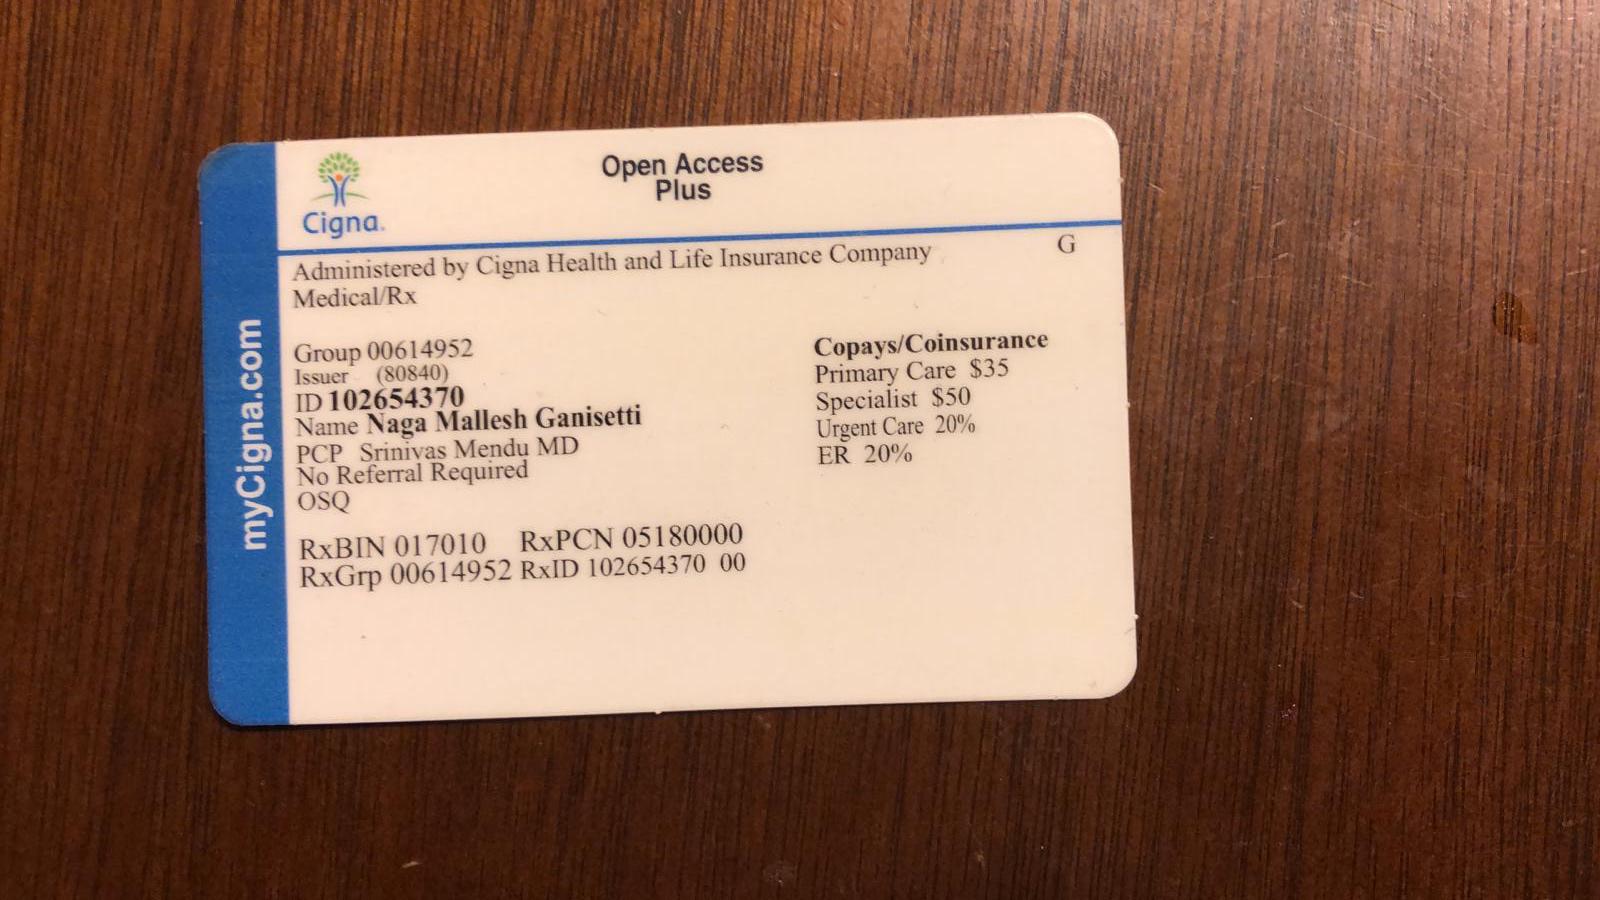 myCigna.com
Cigna.
Open Access
Plus
Administered by Cigna Health and Life Insurance Company G
Medical/Rx
Group 00614952
Issuer (80840)
ID 102654370
Name Naga Mallesh Ganisetti
PCP Srinivas Mendu MD
No Referral Required
OSQ
Copays/Coinsurance
Primary Care $35
Specialist $50
Urgent Care 20%
ER 20%
RxBIN 017010 RxPCN 05180000
RxGrp 00614952 RxID 102654370 00